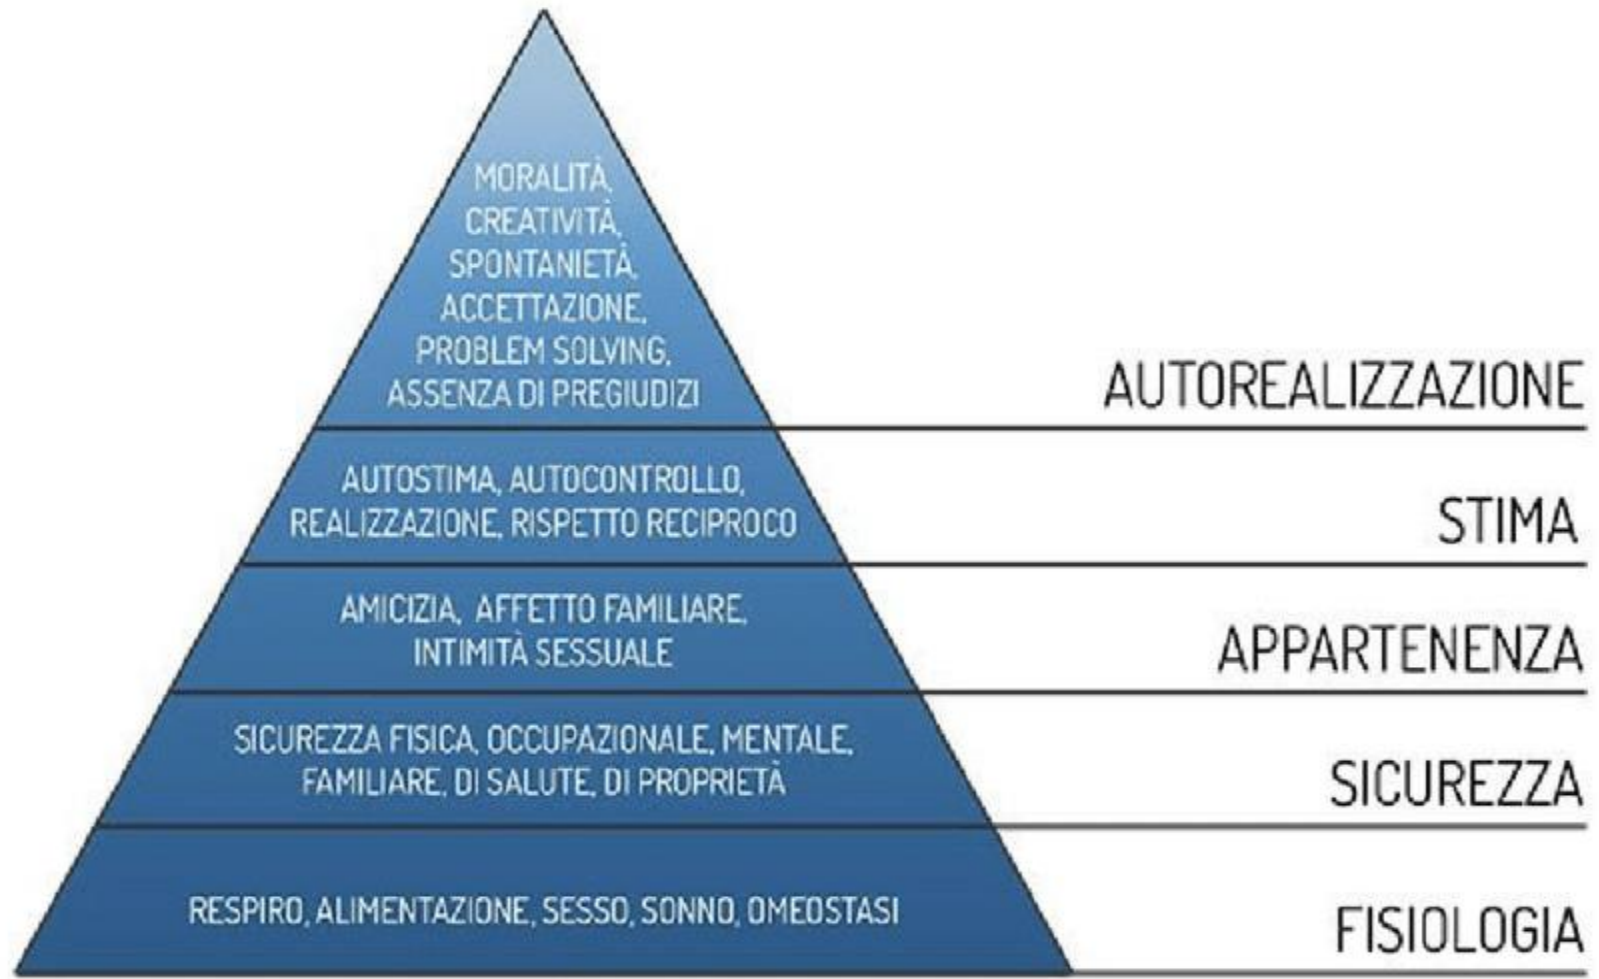 MORALITÀ,
CREATIVITÀ,
SPONTANIETÀ,
ACCETTAZIONE,
PROBLEM SOLVING,
ASSENZA DI PREGIUDIZI
AUTOREALIZZAZIONE
AUTOSTIMA, AUTOCONTROLLO,
REALIZZAZIONE, RISPETTO RECIPROCO
STIMA
AMICIZIA, AFFETTO FAMILIARE,
INTIMITÀ SESSUALE
APPARTENENZA
SICUREZZA FISICA, OCCUPAZIONALE, MENTALE,
FAMILIARE, DI SALUTE, DI PROPRIETÀ
SICUREZZA
RESPIRO, ALIMENTAZIONE, SESSO, SONNO, OMEOSTASI
FISIOLOGIA